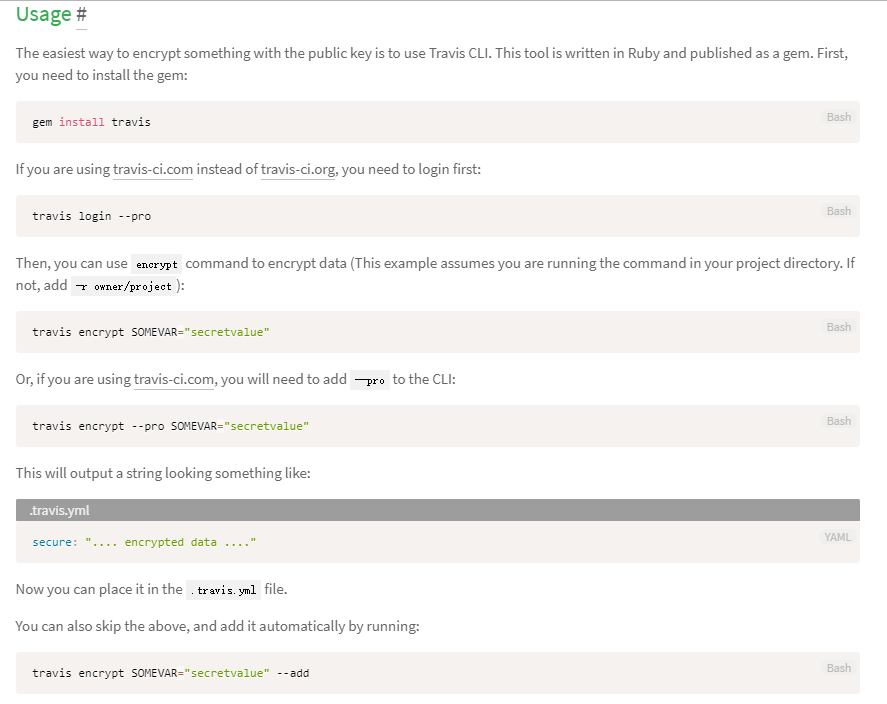 Usage #
The easiest way to encrypt something with the public key is to use Travis CLI. This tool is written in Ruby and published as a gem. First,
you need to install the gem:
gem install travis
Bash
If you are using travis-ci.com instead of travis-ci.org, you need to login first:
travis login --pro
Bash
Then, you can use encrypt command to encrypt data (This example assumes you are running the command in your project directory. If
not, add -r owner/project ):
travis encrypt SOMEVAR="secretvalue"
Bash
Or, if you are using travis-ci.com, you will need to add --pro to the CLI:
travis encrypt --pro SOMEVAR="secretvalue"
Bash
This will output a string looking something like:
.travis.yml
secure: ".... encrypted data ...."
YAML
Now you can place it in the .travis.yml file.
You can also skip the above, and add it automatically by running:
travis encrypt SOMEVAR="secretvalue" --add
Bash